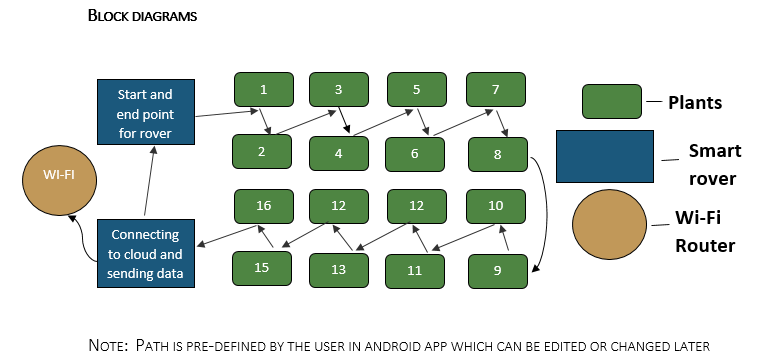 BLOCK DIAGRAMS
Start and
end point
for rover
1
3
5
7
2
4
6
8
WI-FI
16
12
12
10
Connecting
to cloud and
sending data
15
13
11
9
Plants
Smart
rover
Wi-Fi
Router
NOTE: PATH IS PRE-DEFINED BY THE USER IN ANDROID APP WHICH CAN BE EDITED OR CHANGED LATER